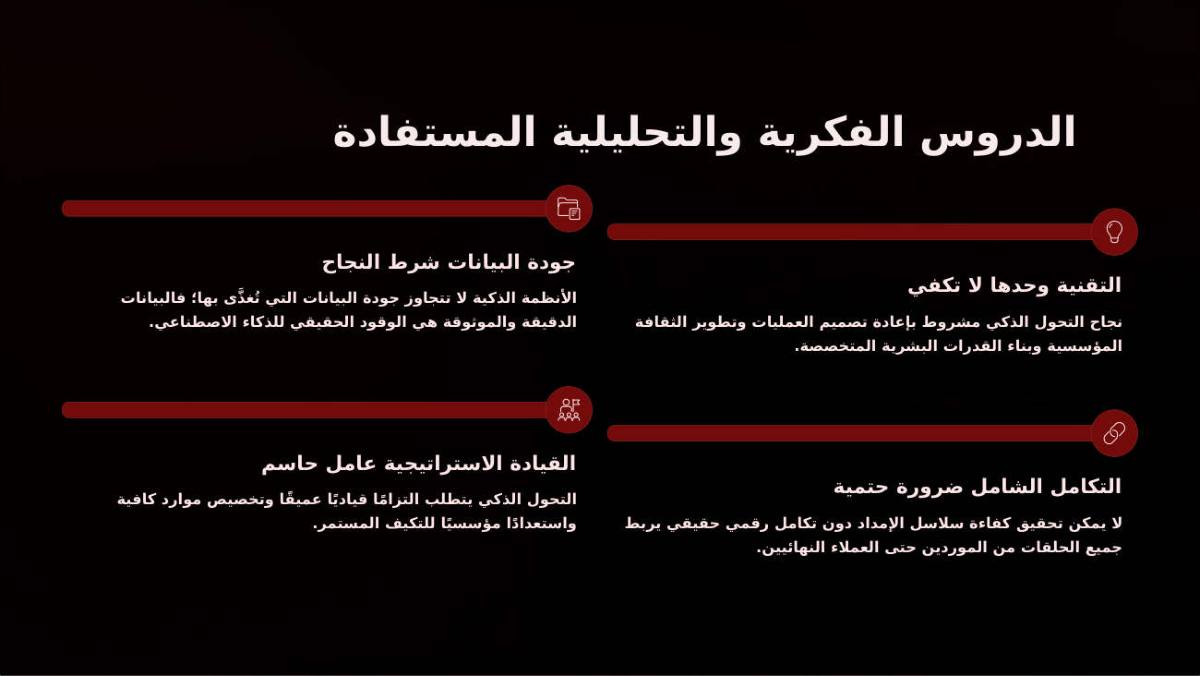 الدروس الفكرية والتحليلية المستفادة
التقنية وحدها لا تكفي
نجاح التحول الذكي مشروط بإعادة تصميم العمليات وتطوير الثقافة
المؤسسية وبناء القدرات البشرية المتخصصة.
جودة البيانات شرط النجاح
الأنظمة الذكية لا تتجاوز جودة البيانات التي تُغذَّى بها؛ فالبيانات
الدقيقة والموثوقة هي الوقود الحقيقي للذكاء الاصطناعي.
التكامل الشامل ضرورة حتمية
لا يمكن تحقيق كفاءة سلاسل الإمداد دون تكامل رقمي حقيقي يربط
جميع الحلقات من الموردين حتى العملاء النهائيين.
القيادة الاستراتيجية عامل حاسم
التحول الذكي يتطلب التزامًا قياديًا عميقًا وتخصيص موارد كافية
واستعدادًا مؤسسيًا للتكيف المستمر.